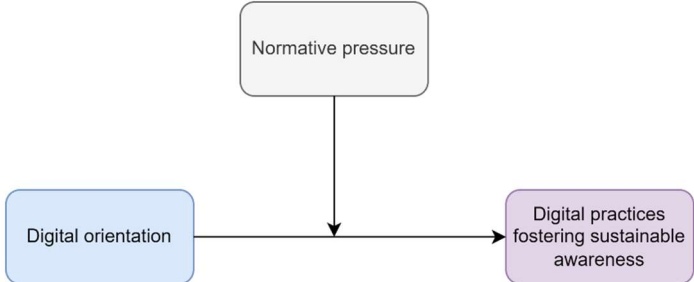 Normative pressure
Digital orientation
Digital practices
fostering sustainable
awareness